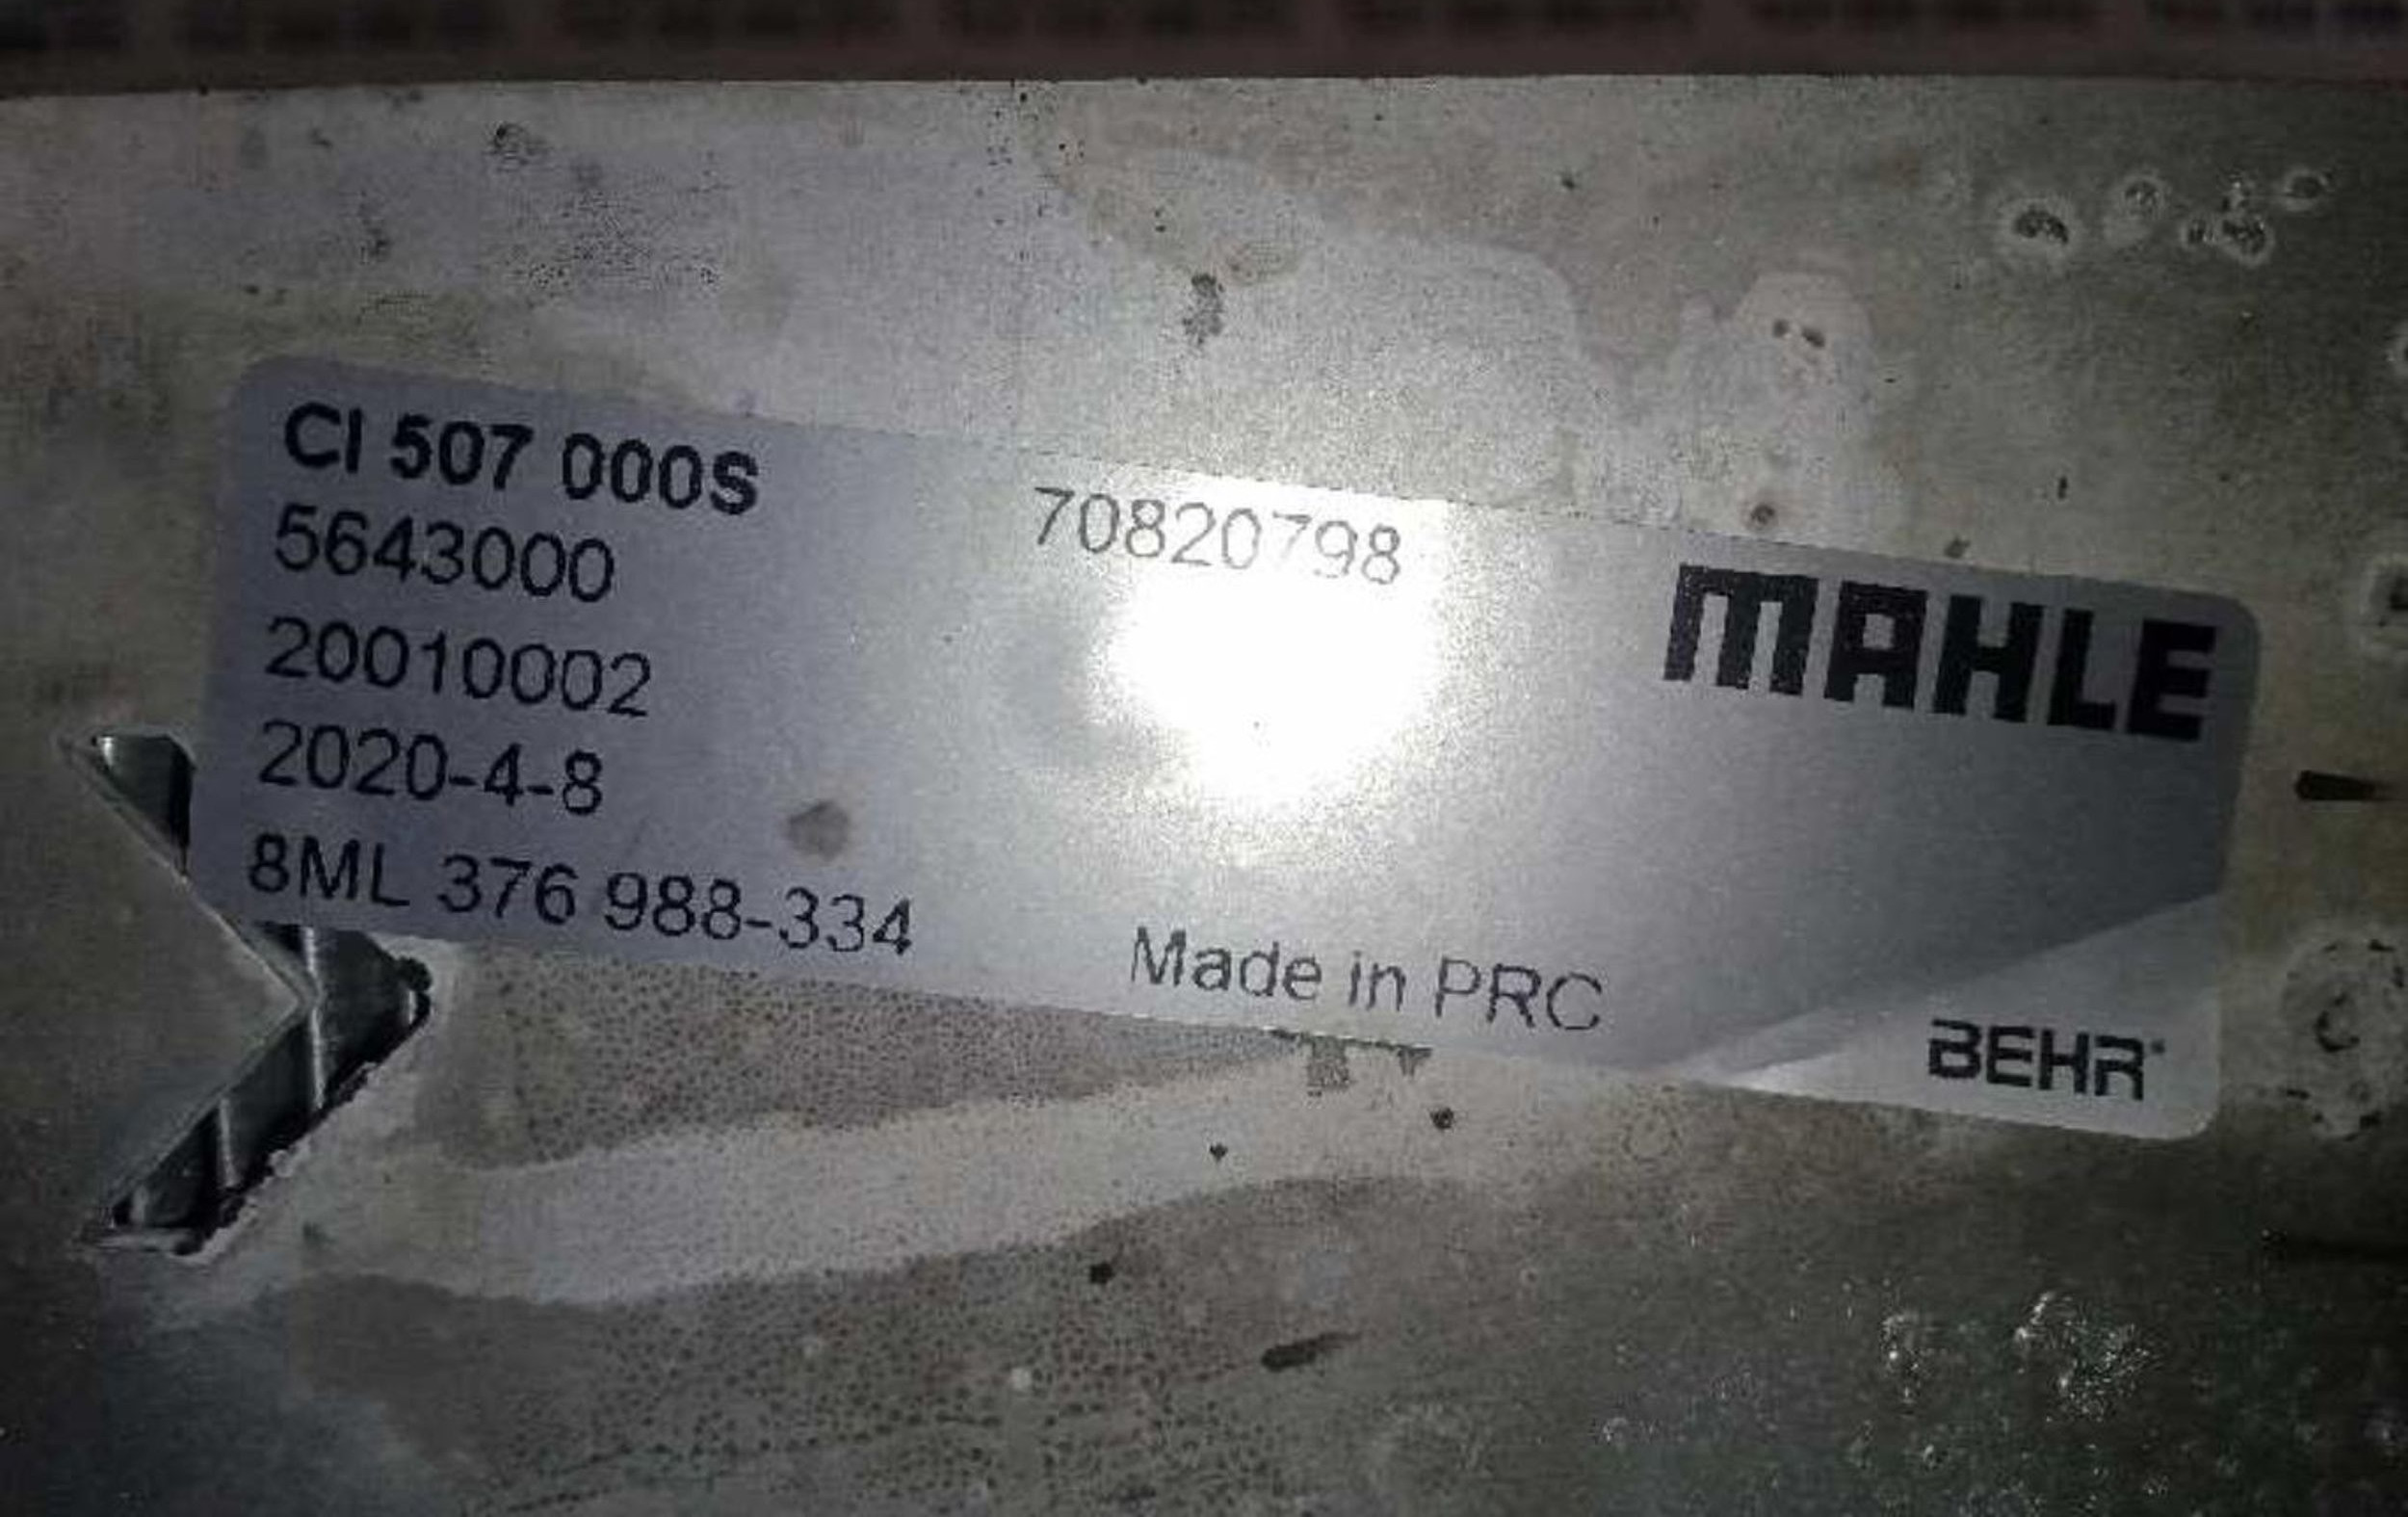 CI 507 000S
5643000
70820798
20010002
2020-4-8
8ML 376 988-334
Made in PRC
MAHLE
BEHR